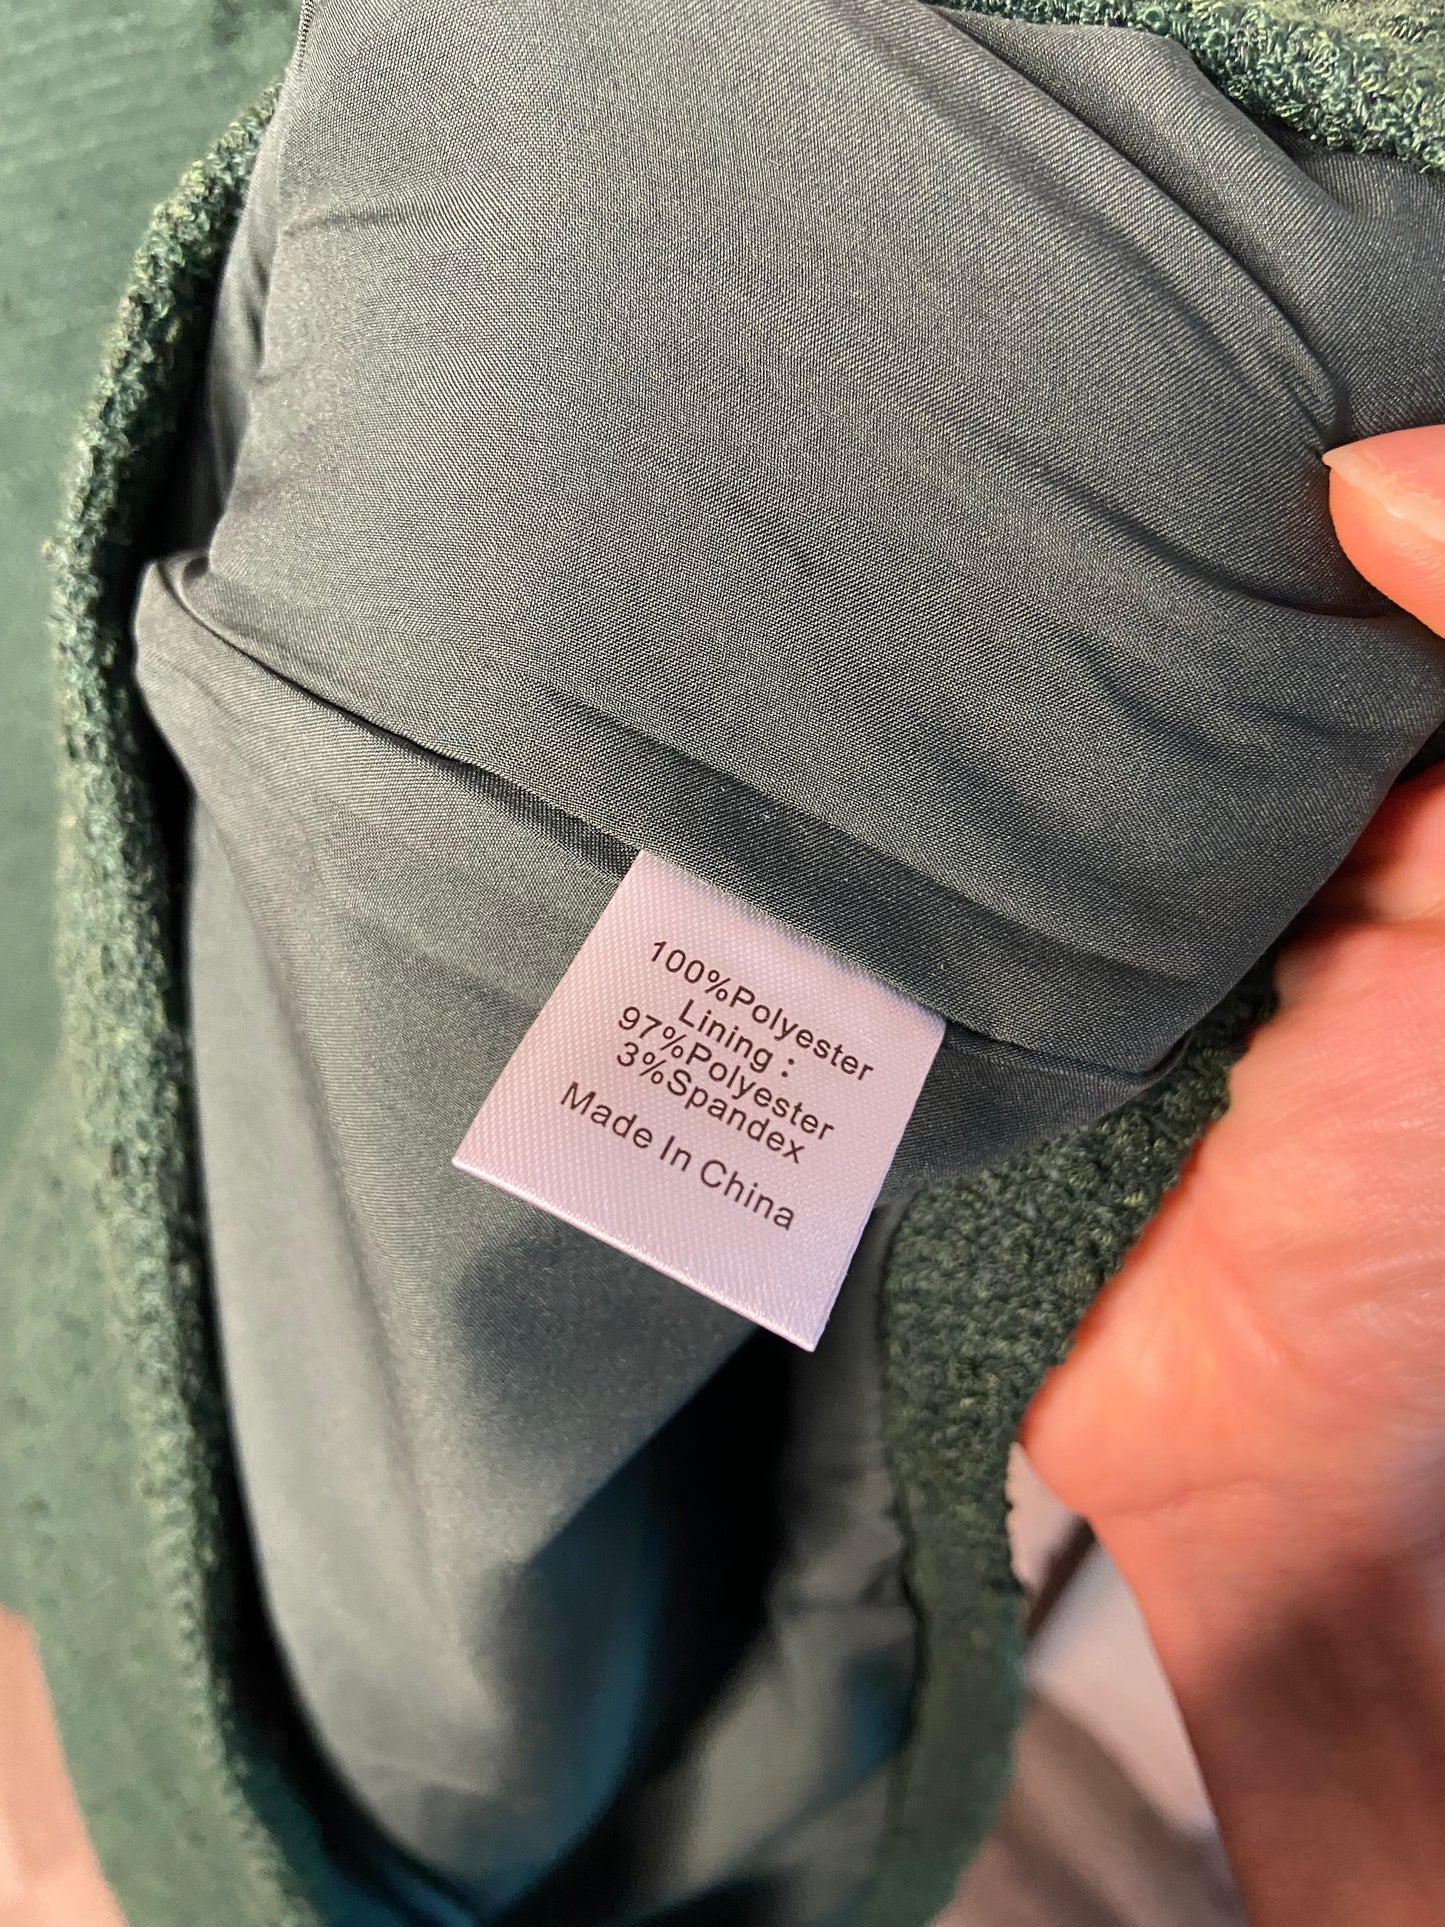 100%Polyester
Lining :
97%Polyester
3%Spandex
Made In China